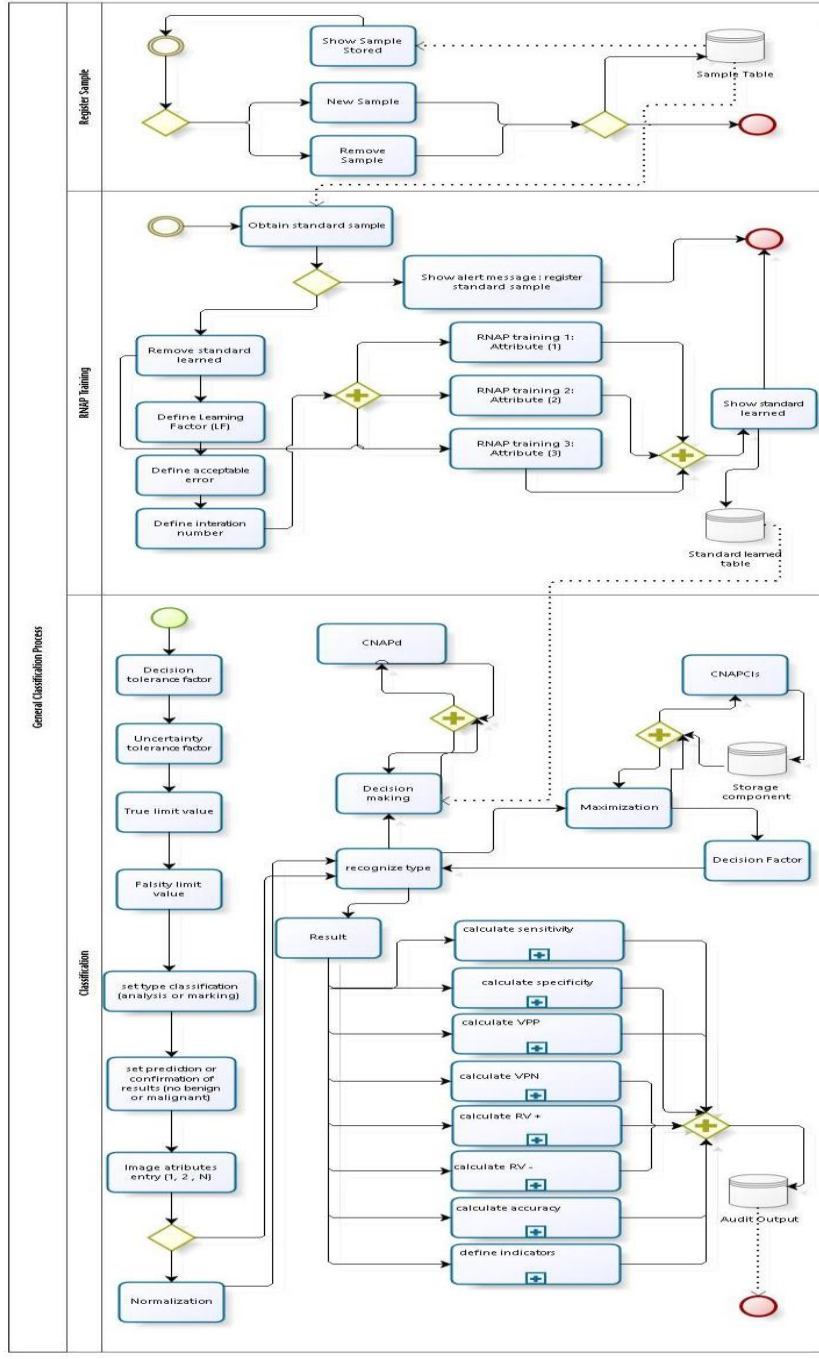 General Classification Process
Register Sample
Show Sample
Stored
Sample Table
New Sample
Remove
Sample
RNAP Training
Obtain standard sample
Show alert message: register
standard sample
Remove standard
learned
RNAP training 1:
Attribute (1)
RNAP training 2:
Attribute (2)
Show standard
learned
Define Learning
Factor (LF)
RNAP training 3:
Attribute (3)
Define acceptable
error
Define interation
number
Standard learned
table
Classification
CNAPd
Decision
tolerance factor
CNAPCls
Uncertainty
tolerance factor
Decision
making
Storage
component
True limit value
Maximization
recognize type
Decision Factor
Falsity limit
value
Result
calculate sensitivity
set type classification
(analysis or marking)
calculate specificity
calculate VPP
set prediction or
confirmation of
results (no benign
or malignant)
calculate VPN
calculate RV +
Image atributes
entry (1, 2 , N)
calculate RV -
calculate accuracy
Audit Output
define indicators
Normalization